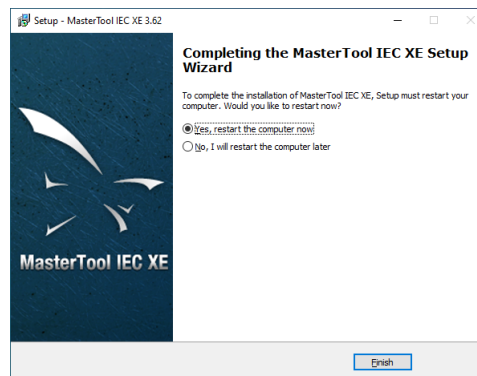 Setup - MasterTool IEC XE 3.62
Completing the MasterTool IEC XE Setup
Wizard
To complete the installation of MasterTool IEC XE, Setup must restart your
computer. Would you like to restart now?
Yes, restart the computer now
No, I will restart the computer later
MasterTool IEC XE
Finish